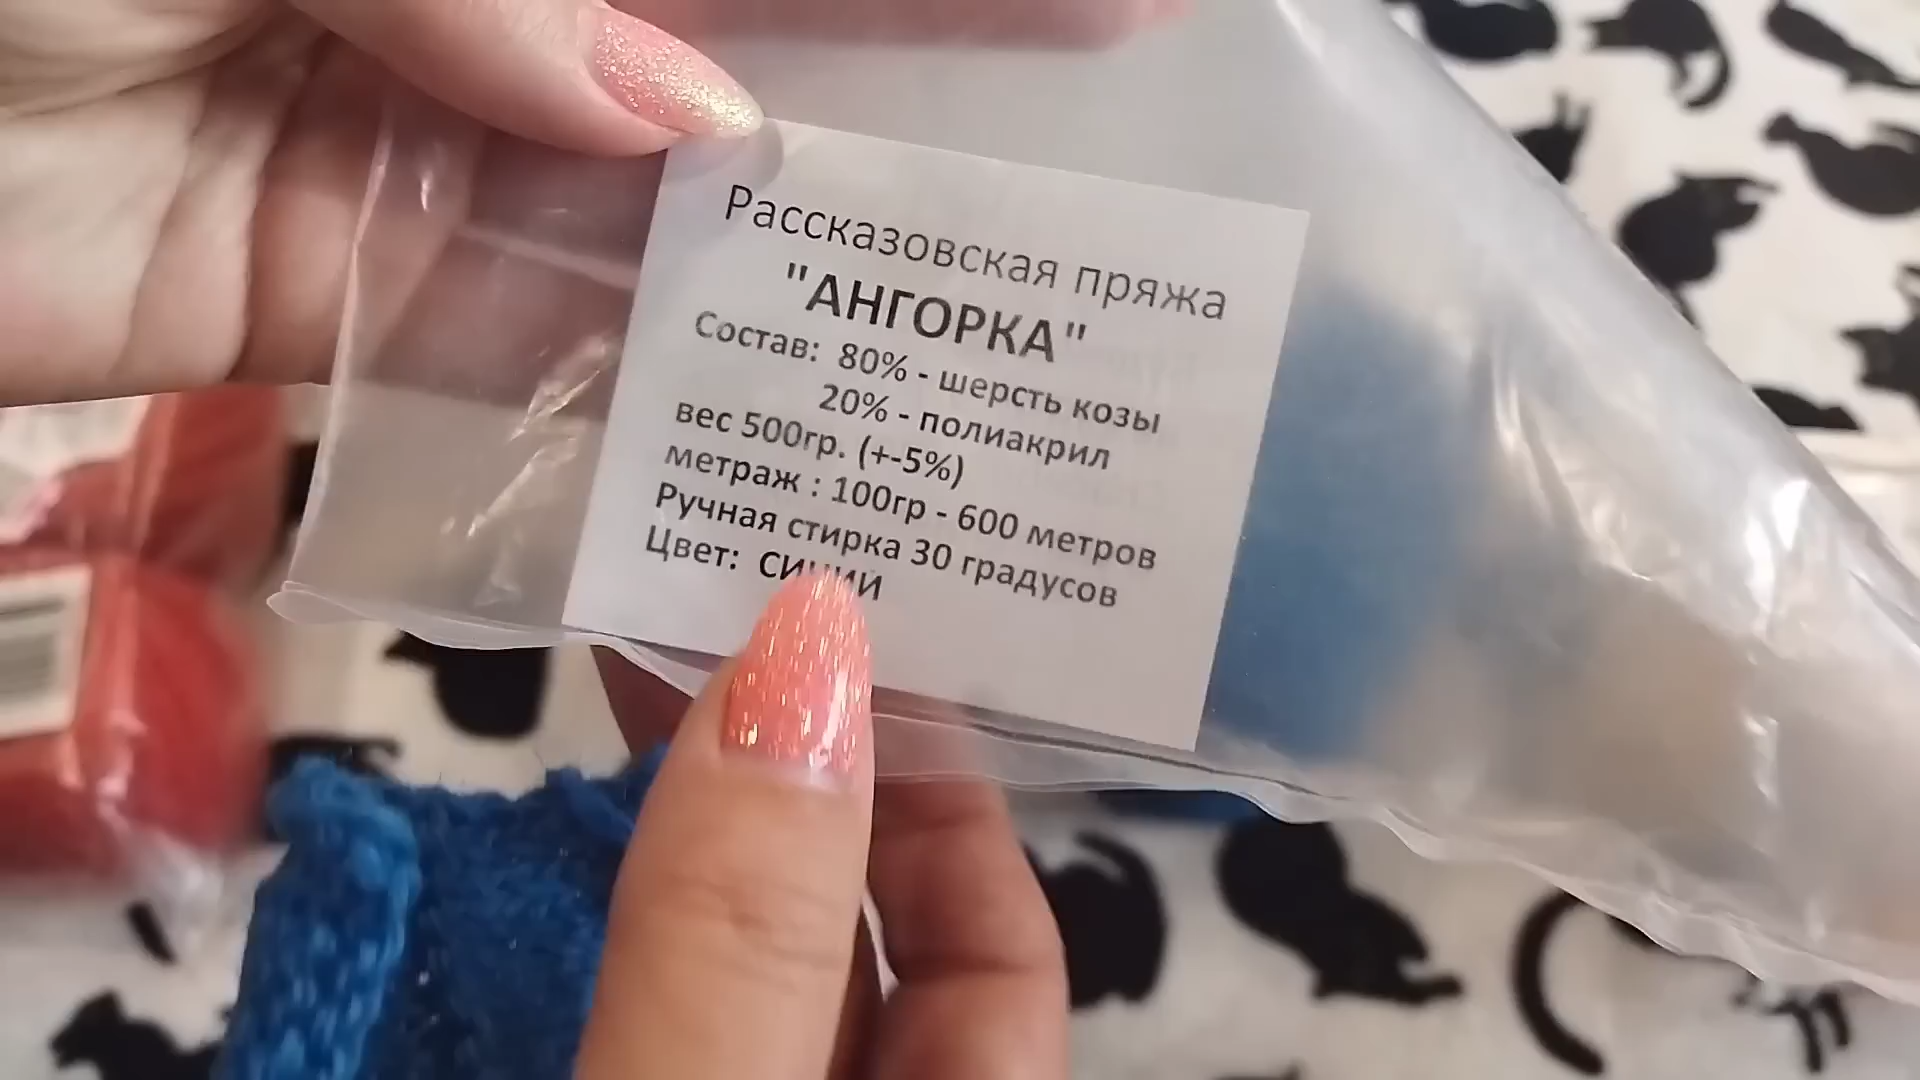 Рассказовская пряжа
"АНГОРКА"
Состав: 80% - шерсть козы
20% - полиакрил
вес 500гр. (+-5%)
метраж : 100гр - 600 метров
Ручная стирка 30 градусов
Цвет: синий